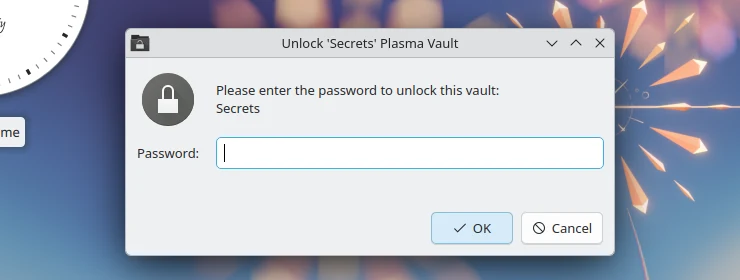 Unlock 'Secrets' Plasma Vault
Please enter the password to unlock this vault:
Secrets
Password:
OK
Cancel
me